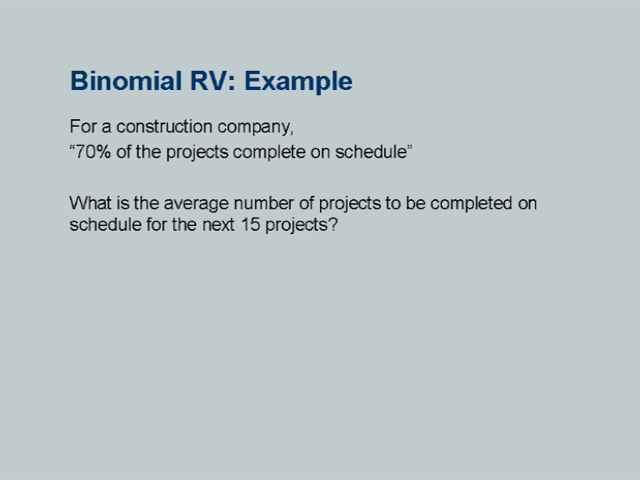 Binomial RV: Example
For a construction company,
“70% of the projects complete on schedule”
What is the average number of projects to be completed on
schedule for the next 15 projects?